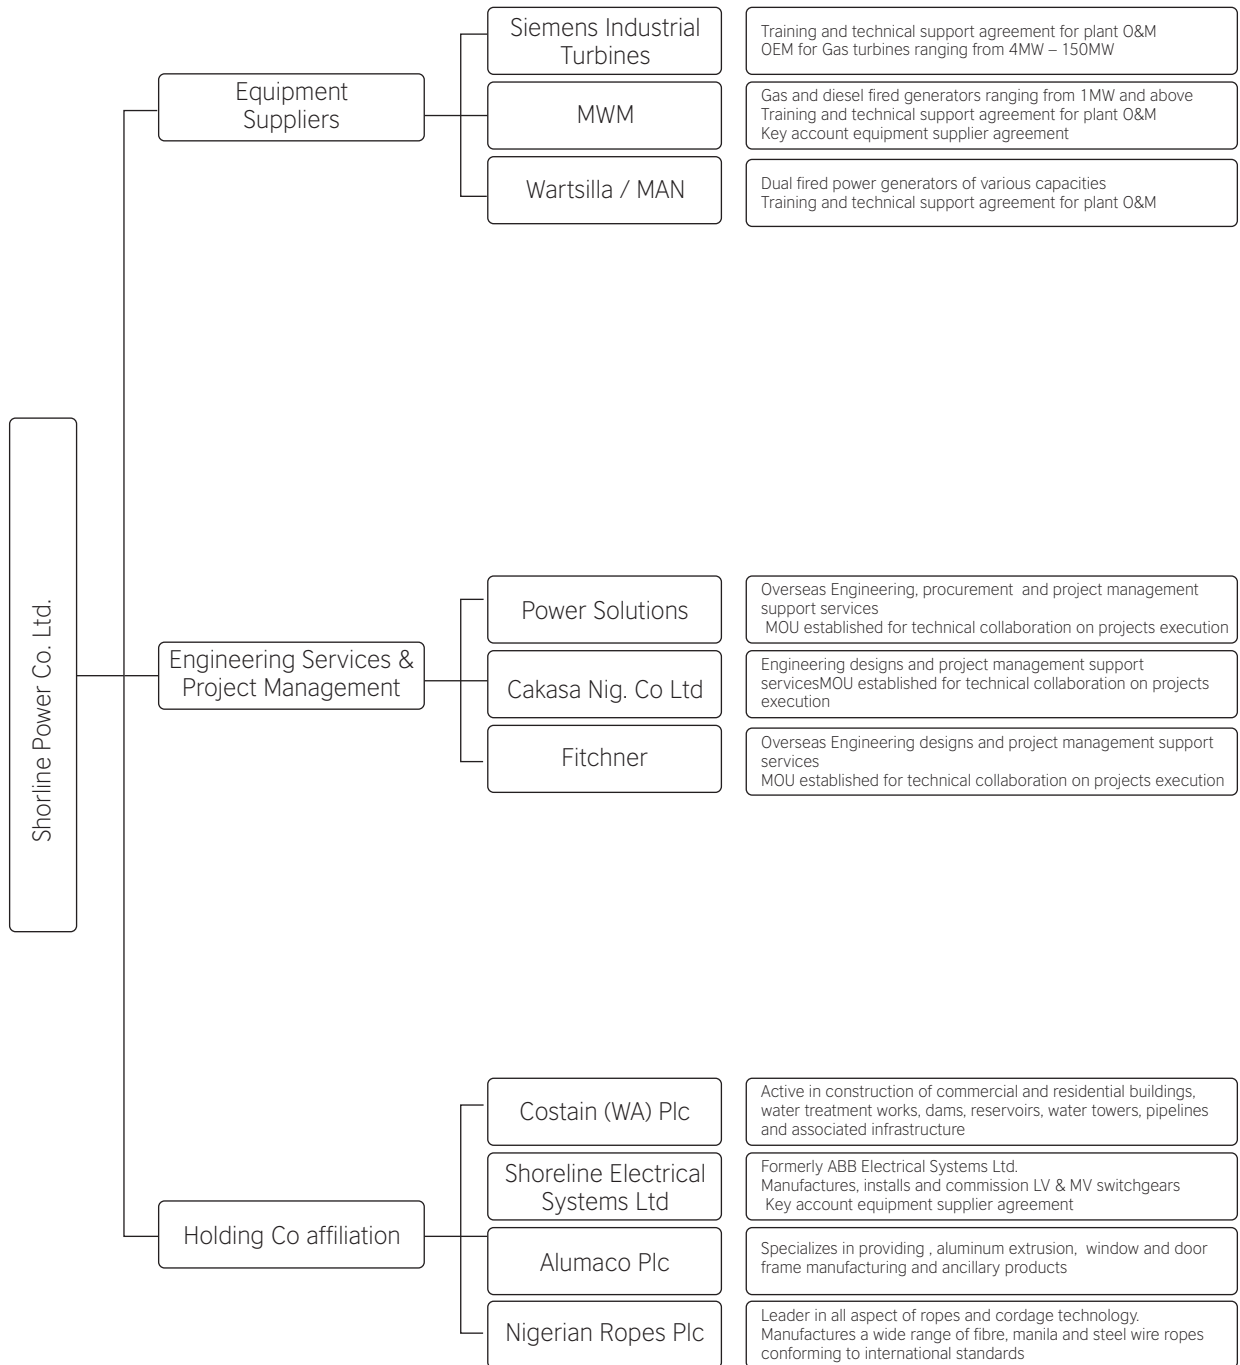 Shorline Power Co. Ltd.
Equipment
Suppliers
Siemens Industrial
Turbines
Training and technical support agreement for plant O&M
OEM for Gas turbines ranging from 4MW – 150MW
MWM
Gas and diesel fired generators ranging from 1MW and above
Training and technical support agreement for plant O&M
Key account equipment supplier agreement
Wartsilla / MAN
Dual fired power generators of various capacities
Training and technical support agreement for plant O&M
Engineering Services &
Project Management
Power Solutions
Overseas Engineering, procurement  and project management
support services
MOU established for technical collaboration on projects execution
Cakasa Nig. Co Ltd
Engineering designs and project management support
servicesMOU established for technical collaboration on projects
execution
Fitchner
Overseas Engineering designs and project management support
services
MOU established for technical collaboration on projects execution
Holding Co affiliation
Costain (WA) Plc
Active in construction of commercial and residential buildings,
water treatment works, dams, reservoirs, water towers, pipelines
and associated infrastructure
Shoreline Electrical
Systems Ltd
Formerly ABB Electrical Systems Ltd.
Manufactures, installs and commission LV & MV switchgears
Key account equipment supplier agreement
Alumaco Plc
Specializes in providing , aluminum extrusion,  window and door
frame manufacturing and ancillary products
Nigerian Ropes Plc
Leader in all aspect of ropes and cordage technology.
Manufactures a wide range of fibre, manila and steel wire ropes
conforming to international standards